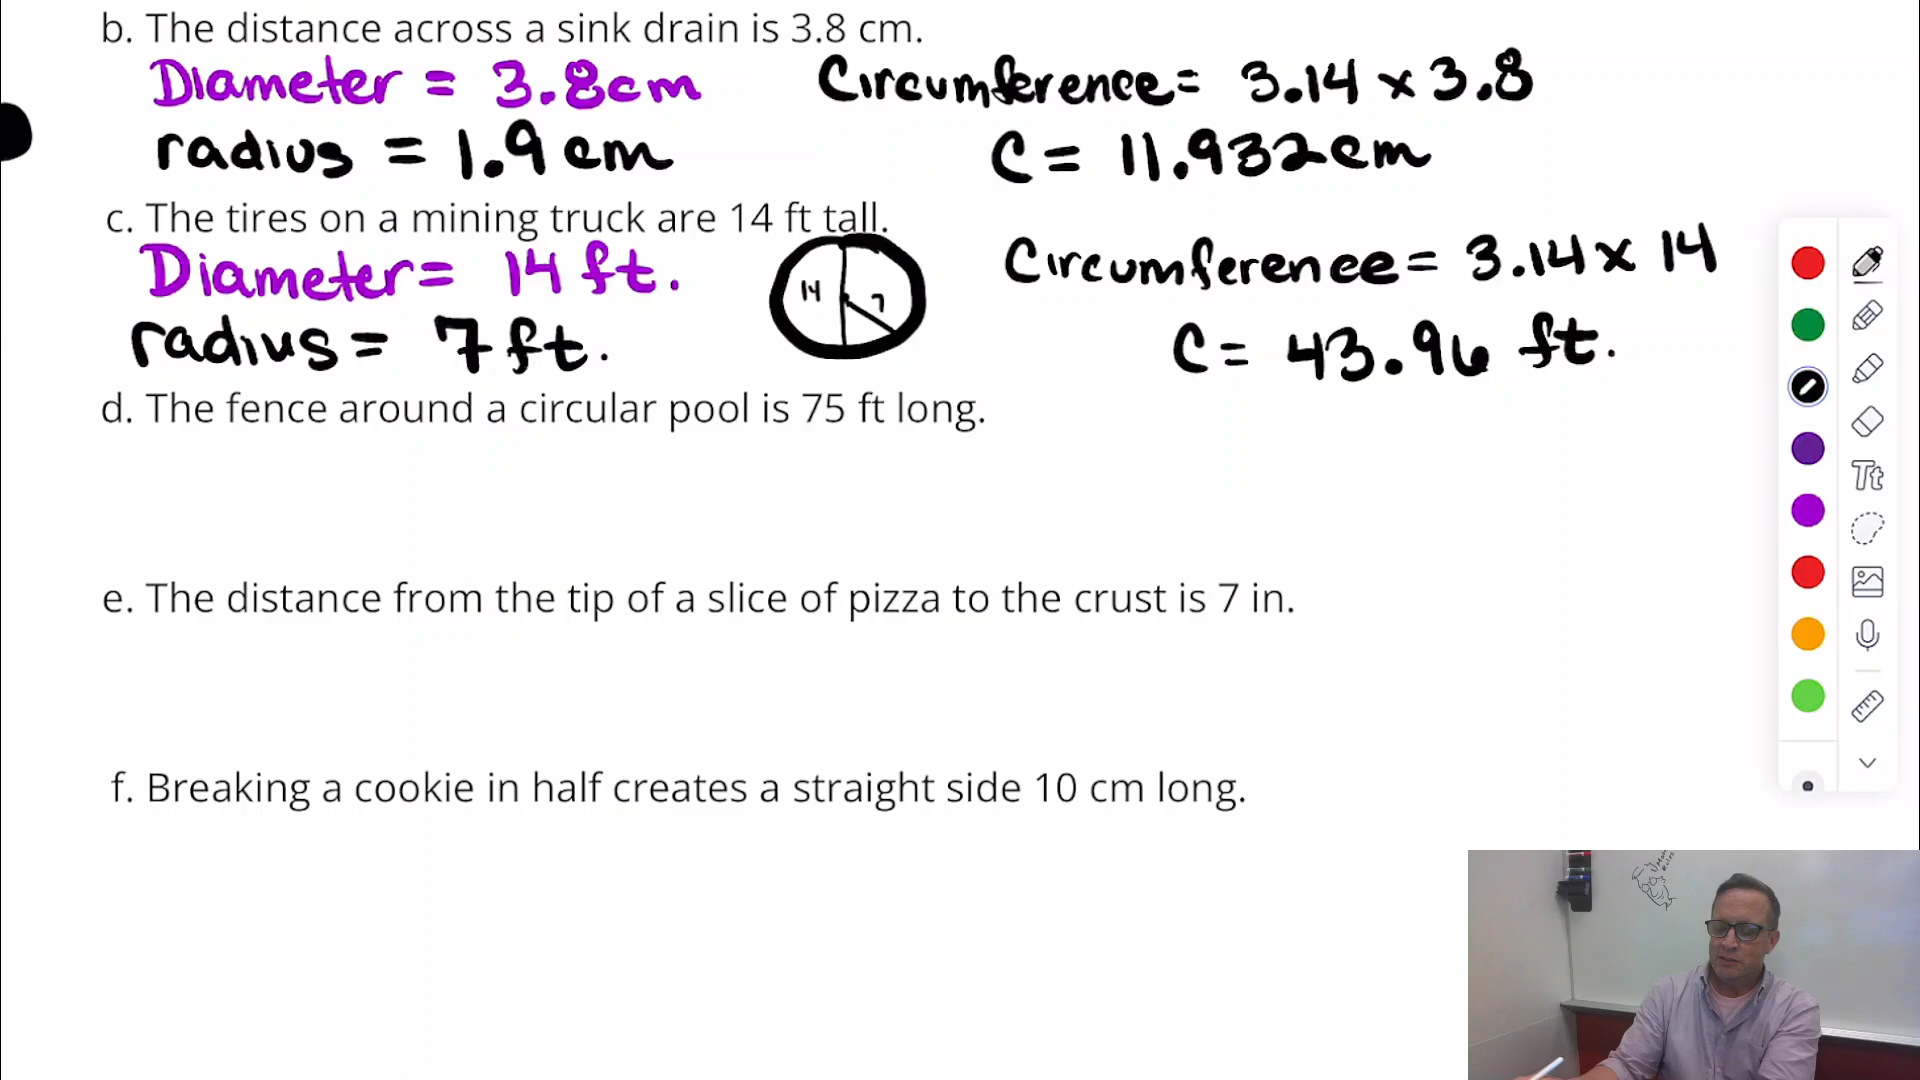 b. The distance across a sink drain is 3.8 cm.
Diameter = 3.8cm
Circumference = 3.14 x 3.8
radius = 1.9 cm
C = 11.932cm
c. The tires on a mining truck are 14 ft tall.
Diameter = 14 ft.
14 7
Circumference = 3.14 x 14
radius = 7 ft.
C = 43.96 ft.
d. The fence around a circular pool is 75 ft long.
Tt
e. The distance from the tip of a slice of pizza to the crust is 7 in.
f. Breaking a cookie in half creates a straight side 10 cm long.